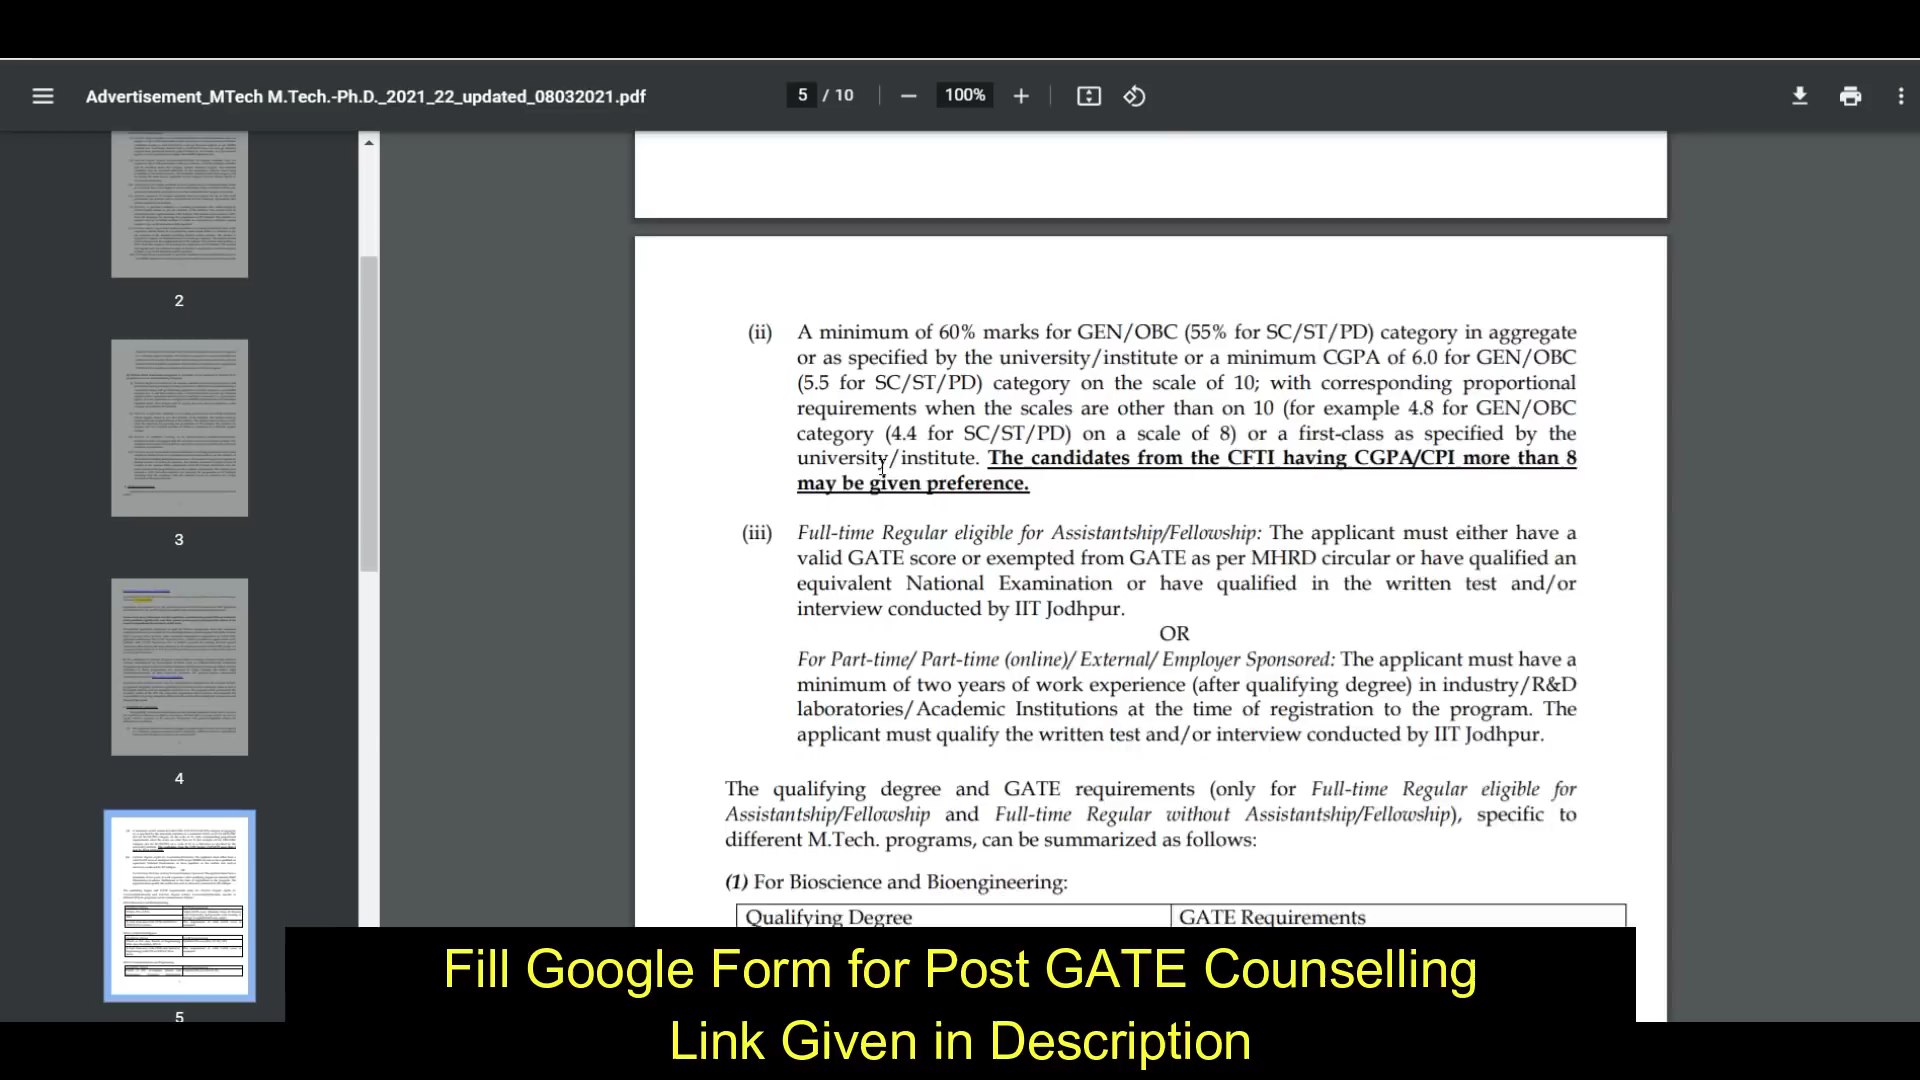 Advertisement_MTech M.Tech.-Ph.D._2021_22_updated_08032021.pdf
5 / 10
100%
2
3
4
5
(ii) A minimum of 60% marks for GEN/OBC (55% for SC/ST/PD) category in aggregate
or as specified by the university/institute or a minimum CGPA of 6.0 for GEN/OBC
(5.5 for SC/ST/PD) category on the scale of 10; with corresponding proportional
requirements when the scales are other than on 10 (for example 4.8 for GEN/OBC
category (4.4 for SC/ST/PD) on a scale of 8) or a first-class as specified by the
university/institute. The candidates from the CFTI having CGPA/CPI more than 8
may be given preference.
(iii) Full-time Regular eligible for Assistantship/Fellowship: The applicant must either have a
valid GATE score or exempted from GATE as per MHRD circular or have qualified an
equivalent National Examination or have qualified in the written test and/or
interview conducted by IIT Jodhpur.
OR
For Part-time/ Part-time (online)/ External/ Employer Sponsored: The applicant must have a
minimum of two years of work experience (after qualifying degree) in industry/R&D
laboratories/Academic Institutions at the time of registration to the program. The
applicant must qualify the written test and/or interview conducted by IIT Jodhpur.
The qualifying degree and GATE requirements (only for Full-time Regular eligible for
Assistantship/Fellowship and Full-time Regular without Assistantship/Fellowship), specific to
different M.Tech. programs, can be summarized as follows:
(1) For Bioscience and Bioengineering:
Qualifying Degree GATE Requirements
Fill Google Form for Post GATE Counselling
Link Given in Description